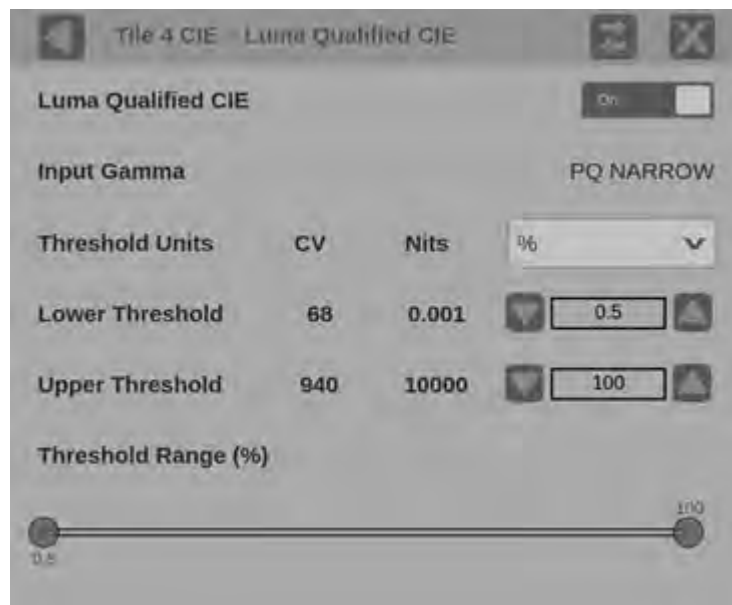 Tile 4 CIE - Luma Qualified CIE
Luma Qualified CIE On
Input Gamma PQ NARROW
Threshold Units CV Nits %
Lower Threshold 68 0.001 0.5
Upper Threshold 940 10000 100
Threshold Range (%)
100
0.5